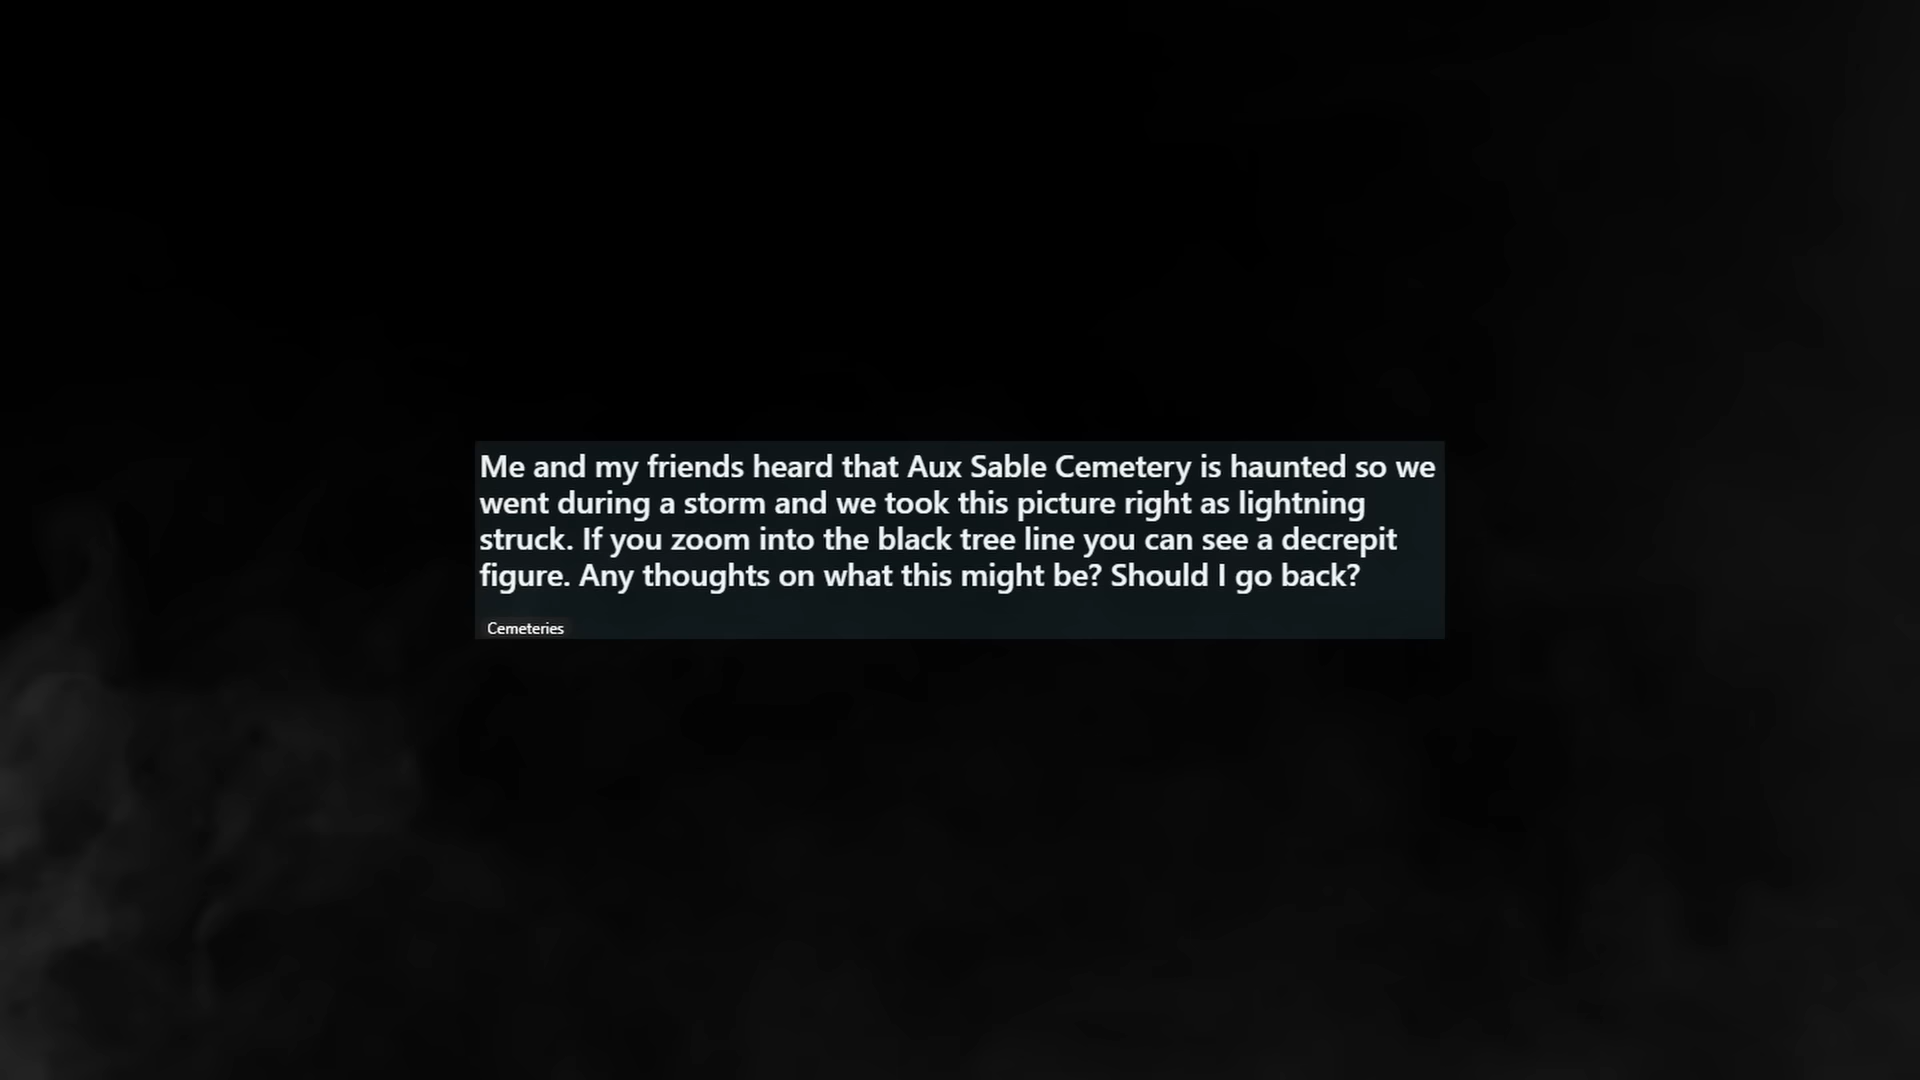 Me and my friends heard that Aux Sable Cemetery is haunted so we
went during a storm and we took this picture right as lightning
struck. If you zoom into the black tree line you can see a decrepit
figure. Any thoughts on what this might be? Should I go back?
Cemeteries